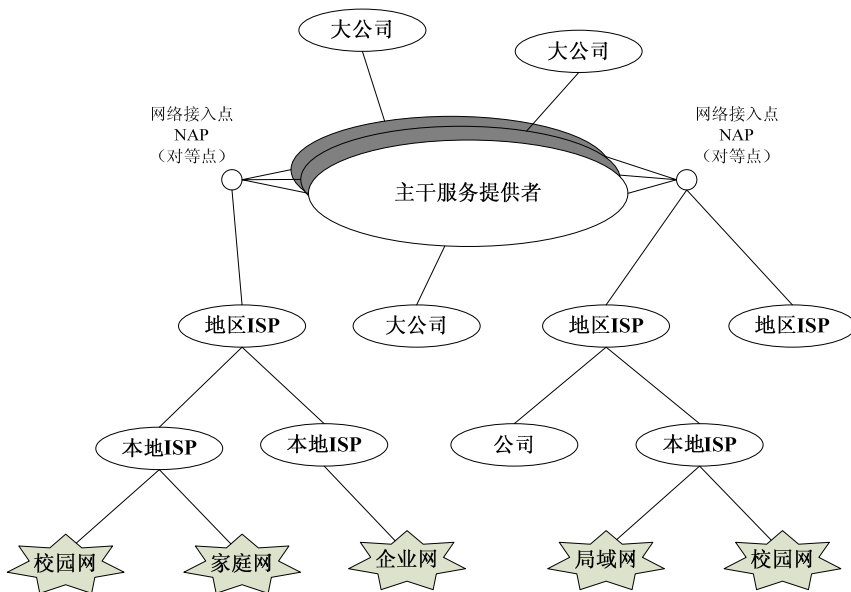 大公司
大公司
网络接入点
NAP
（对等点）
网络接入点
NAP
（对等点）
主干服务提供者
地区ISP
大公司
地区ISP
地区ISP
本地ISP
本地ISP
公司
本地ISP
校园网
家庭网
企业网
局域网
校园网